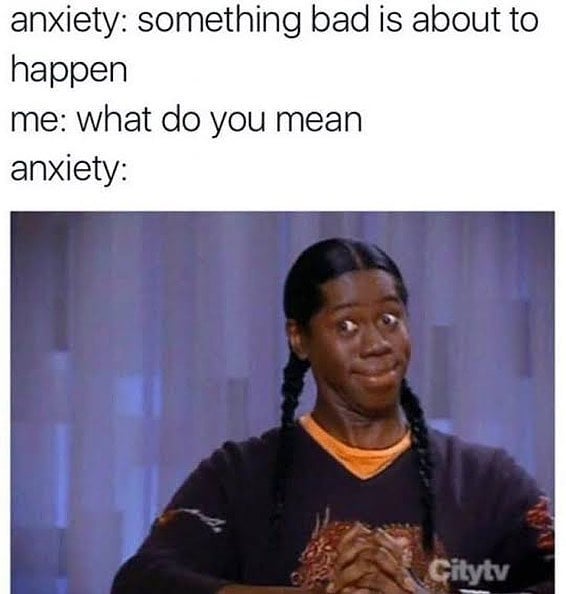 anxiety: something bad is about to
happen
me: what do you mean
anxiety:
Citytv